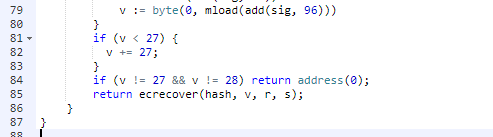 79 v := byte(0, mload(add(sig, 96)))
80 }
81 if (v < 27) {
82 v += 27;
83 }
84 if (v != 27 && v != 28) return address(0);
85 return ecrecover(hash, v, r, s);
86 }
87 }
88